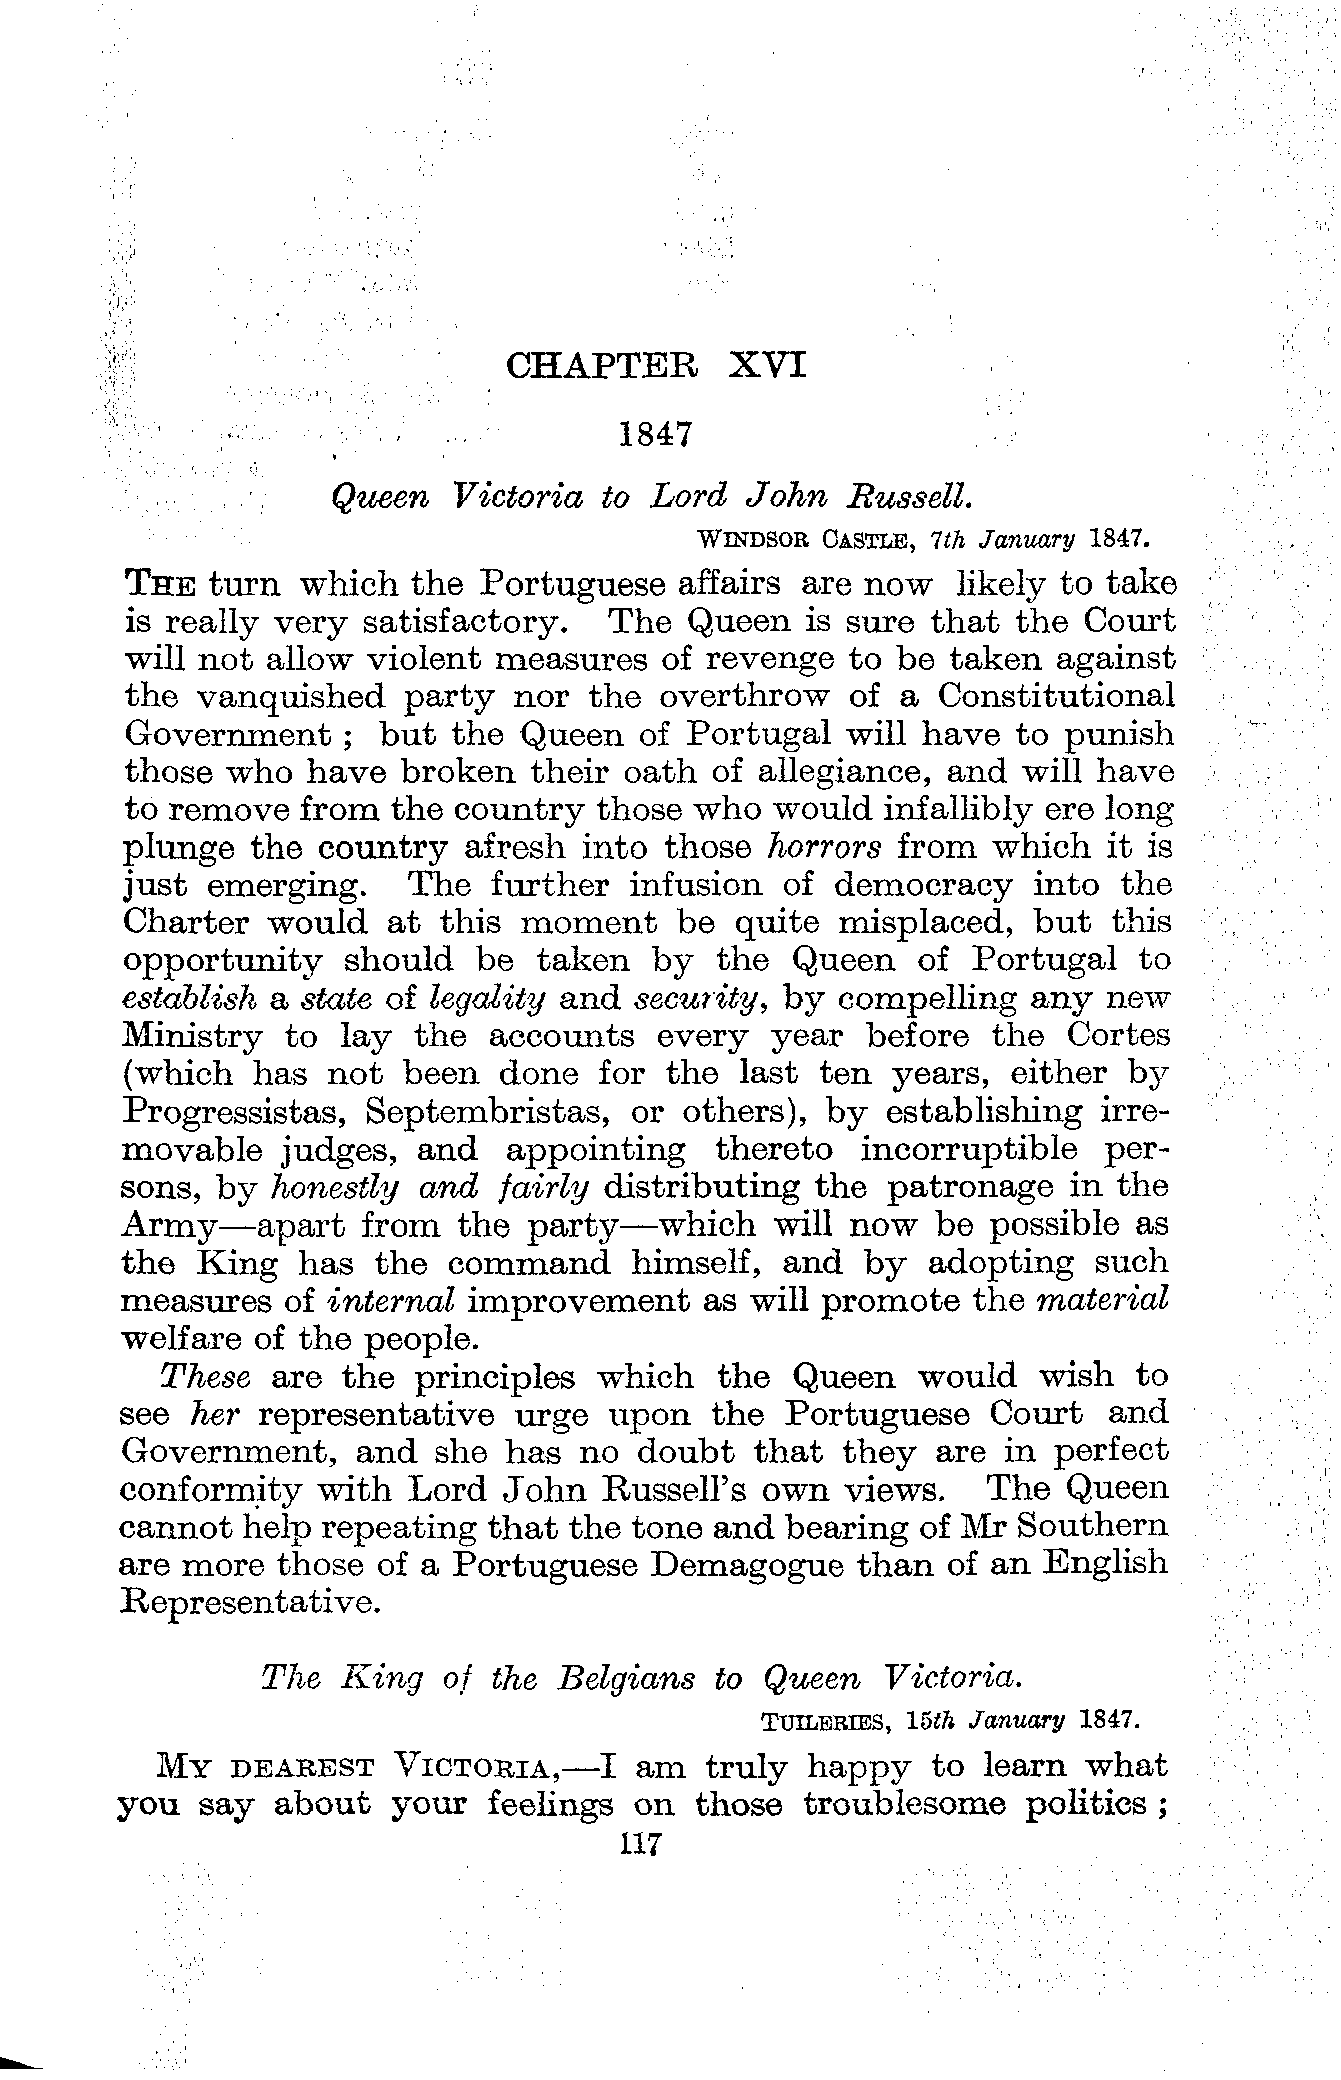 CHAPTER XVI
1847
Queen Victoria to Lord John Russell.
WINDSOR CASTLE, 7th January 1847.
THE turn which the Portuguese affairs are now likely to take
is really very satisfactory. The Queen is sure that the Court
will not allow violent measures of revenge to be taken against
the vanquished party nor the overthrow of a Constitutional
Government ; but the Queen of Portugal will have to punish
those who have broken their oath of allegiance, and will have
to remove from the country those who would infallibly ere long
plunge the country afresh into those horrors from which it is
just emerging. The further infusion of democracy into the
Charter would at this moment be quite misplaced, but this
opportunity should be taken by the Queen of Portugal to
establish a state of legality and security, by compelling any new
Ministry to lay the accounts every year before the Cortes
(which has not been done for the last ten years, either by
Progressistas, Septembristas, or others), by establishing irre-
movable judges, and appointing thereto incorruptible per-
sons, by honestly and fairly distributing the patronage in the
Army—apart from the party—which will now be possible as
the King has the command himself, and by adopting such
measures of internal improvement as will promote the material
welfare of the people.
These are the principles which the Queen would wish to
see her representative urge upon the Portuguese Court and
Government, and she has no doubt that they are in perfect
conformity with Lord John Russell's own views. The Queen
cannot help repeating that the tone and bearing of Mr Southern
are more those of a Portuguese Demagogue than of an English
Representative.
The King of the Belgians to Queen Victoria.
TUILERIES, 15th January 1847.
MY DEAREST VICTORIA,—I am truly happy to learn what
you say about your feelings on those troublesome politics ;
117